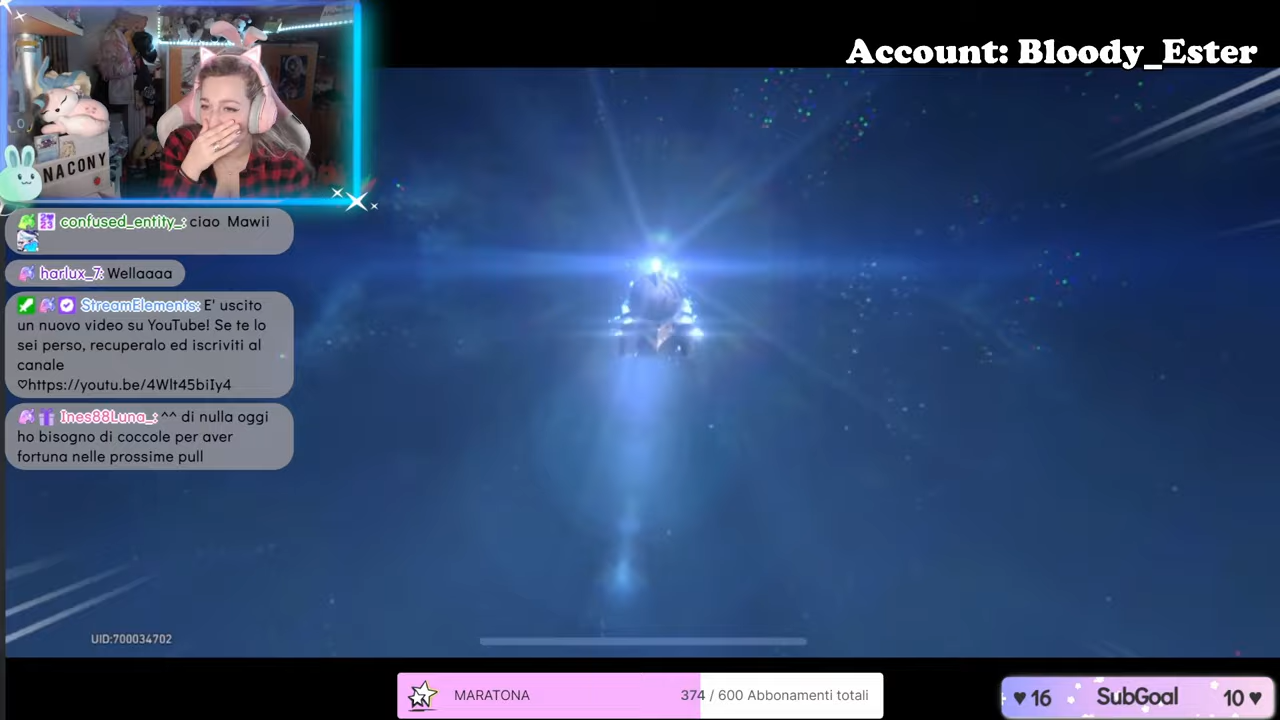 Account: Bloody_Ester
NACONY
confused_entity_: ciao Mawii
harlux_7: Wellaaaa
StreamElements: E' uscito
un nuovo video su YouTube! Se te lo
sei perso, recuperalo ed iscriviti al
canale
♡https://youtu.be/4Wlt45biIy4
Ines88Luna_: ^^ di nulla oggi
ho bisogno di coccole per aver
fortuna nelle prossime pull
UID:700034702
MARATONA 374 / 600 Abbonamenti totali
♥ 16 SubGoal 10 ♥